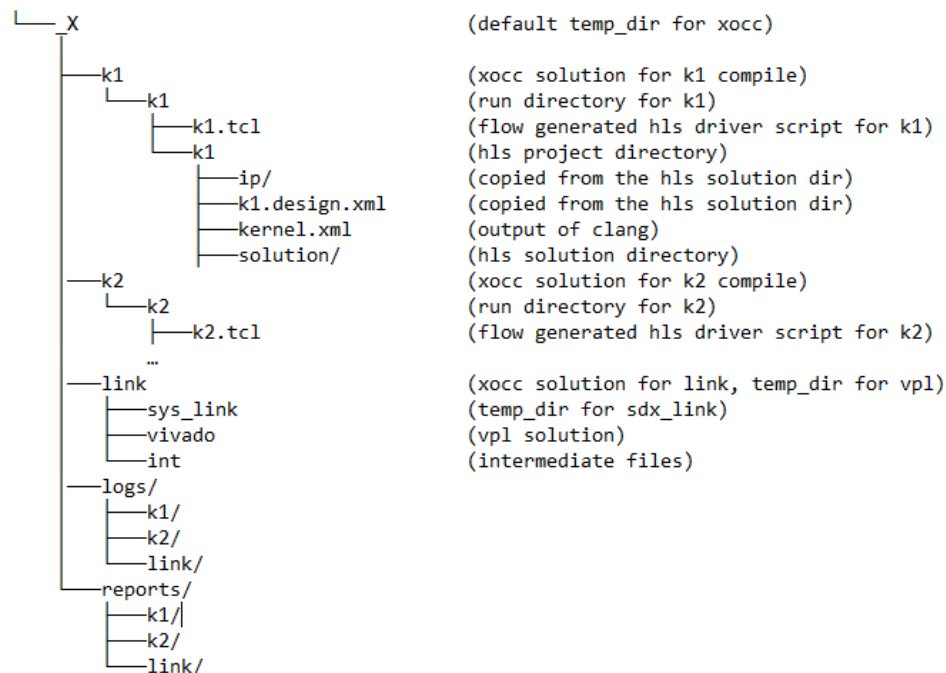 _X (default temp_dir for xocc)
k1 (xocc solution for k1 compile)
k1 (run directory for k1)
k1.tcl (flow generated hls driver script for k1)
k1 (hls project directory)
ip/ (copied from the hls solution dir)
k1.design.xml (copied from the hls solution dir)
kernel.xml (output of clang)
solution/ (hls solution directory)
k2 (xocc solution for k2 compile)
k2 (run directory for k2)
k2.tcl (flow generated hls driver script for k2)
…
link (xocc solution for link, temp_dir for vpl)
sys_link (temp_dir for sdx_link)
vivado (vpl solution)
int (intermediate files)
logs/
k1/
k2/
link/
reports/
k1/
k2/
link/